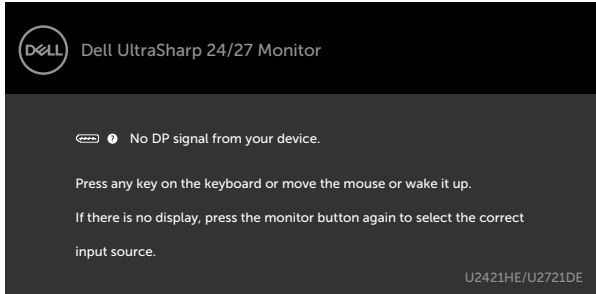 DELL
Dell UltraSharp 24/27 Monitor
? No DP signal from your device.
Press any key on the keyboard or move the mouse or wake it up.
If there is no display, press the monitor button again to select the correct
input source.
U2421HE/U2721DE